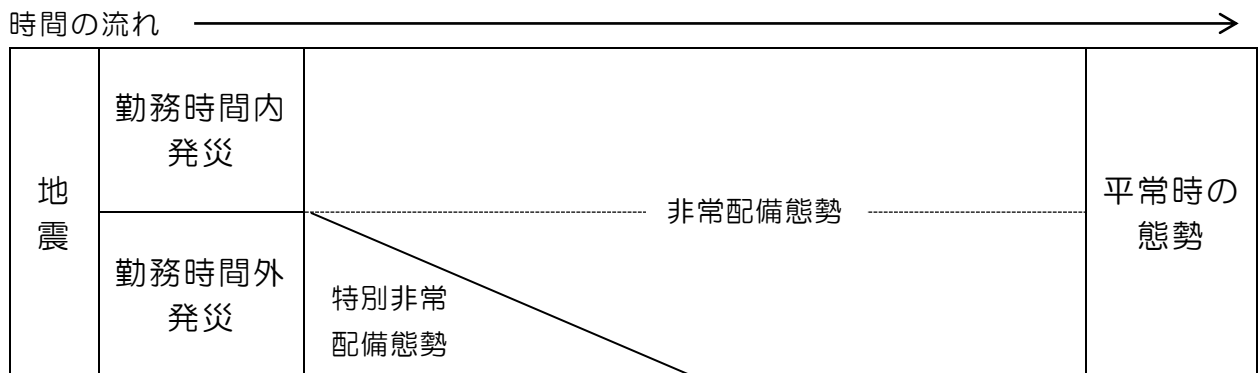 時間の流れ
地
震
勤務時間内
発災
勤務時間外
発災
非常配備態勢
特別非常
配備態勢
平常時の
態勢